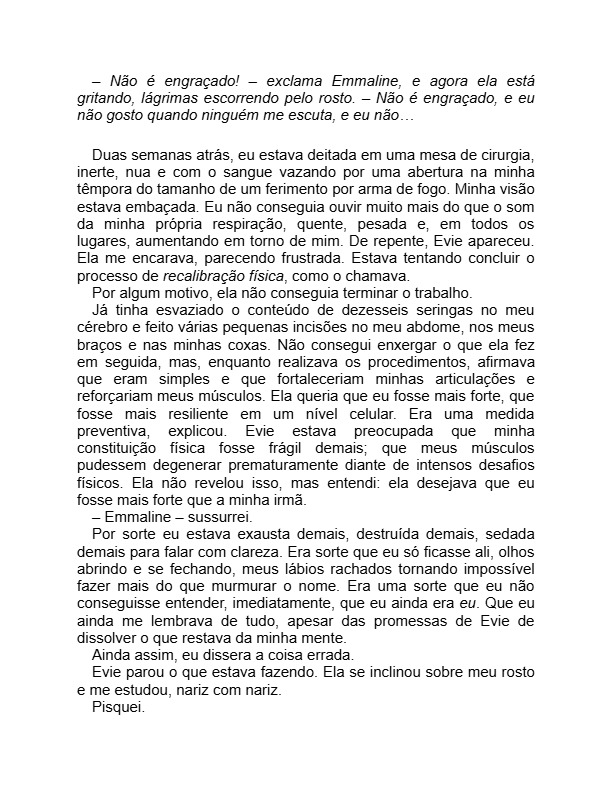 – Não é engraçado! – exclama Emmaline, e agora ela está
gritando, lágrimas escorrendo pelo rosto. – Não é engraçado, e eu
não gosto quando ninguém me escuta, e eu não…
Duas semanas atrás, eu estava deitada em uma mesa de cirurgia,
inerte, nua e com o sangue vazando por uma abertura na minha
têmpora do tamanho de um ferimento por arma de fogo. Minha visão
estava embaçada. Eu não conseguia ouvir muito mais do que o som
da minha própria respiração, quente, pesada e, em todos os
lugares, aumentando em torno de mim. De repente, Evie apareceu.
Ela me encarava, parecendo frustrada. Estava tentando concluir o
processo de recalibração física, como o chamava.
Por algum motivo, ela não conseguia terminar o trabalho.
Já tinha esvaziado o conteúdo de dezesseis seringas no meu
cérebro e feito várias pequenas incisões no meu abdome, nos meus
braços e nas minhas coxas. Não consegui enxergar o que ela fez
em seguida, mas, enquanto realizava os procedimentos, afirmava
que eram simples e que fortaleceriam minhas articulações e
reforçariam meus músculos. Ela queria que eu fosse mais forte, que
fosse mais resiliente em um nível celular. Era uma medida
preventiva, explicou. Evie estava preocupada que minha
constituição física fosse frágil demais; que meus músculos
pudessem degenerar prematuramente diante de intensos desafios
físicos. Ela não revelou isso, mas entendi: ela desejava que eu
fosse mais forte que a minha irmã.
– Emmaline – sussurrei.
Por sorte eu estava exausta demais, destruída demais, sedada
demais para falar com clareza. Era sorte que eu só ficasse ali, olhos
abrindo e se fechando, meus lábios rachados tornando impossível
fazer mais do que murmurar o nome. Era uma sorte que eu não
conseguisse entender, imediatamente, que eu ainda era eu. Que eu
ainda me lembrava de tudo, apesar das promessas de Evie de
dissolver o que restava da minha mente.
Ainda assim, eu dissera a coisa errada.
Evie parou o que estava fazendo. Ela se inclinou sobre meu rosto
e me estudou, nariz com nariz.
Pisquei.